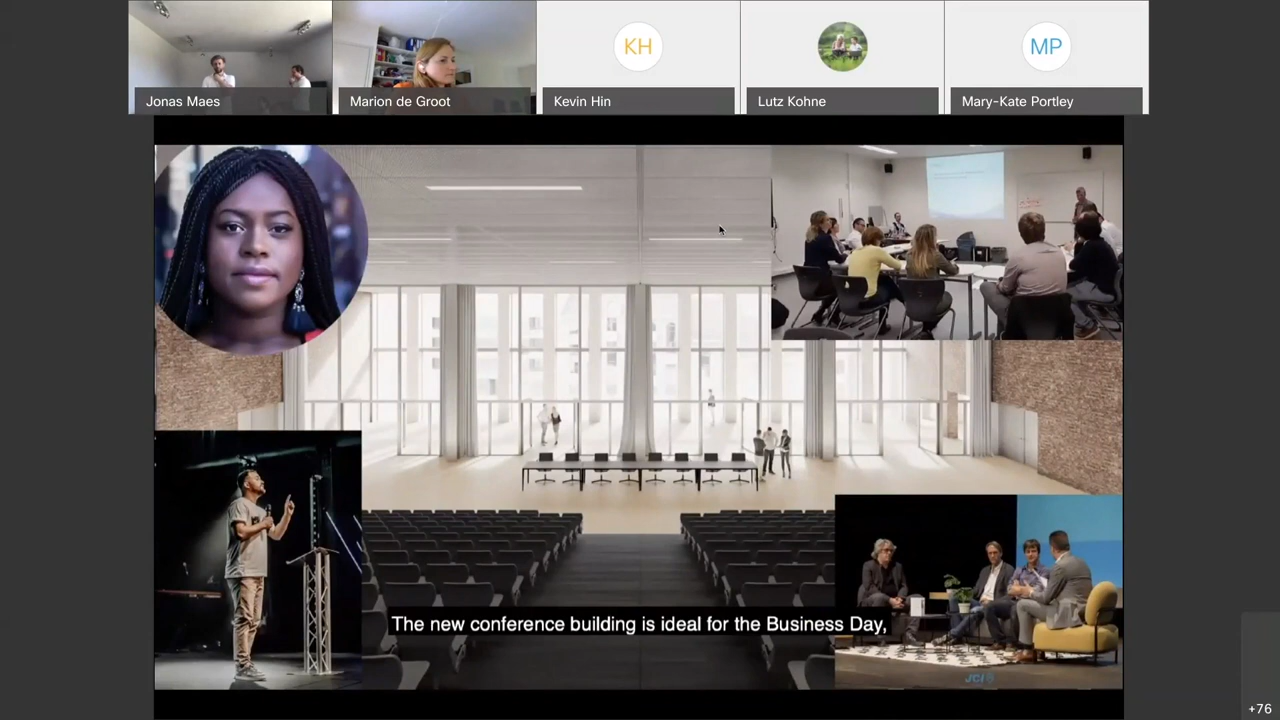 Jonas Maes
Marion de Groot
KH
Kevin Hin
Lutz Kohne
MP
Mary-Kate Portley
The new conference building is ideal for the Business Day,
JCI
+76